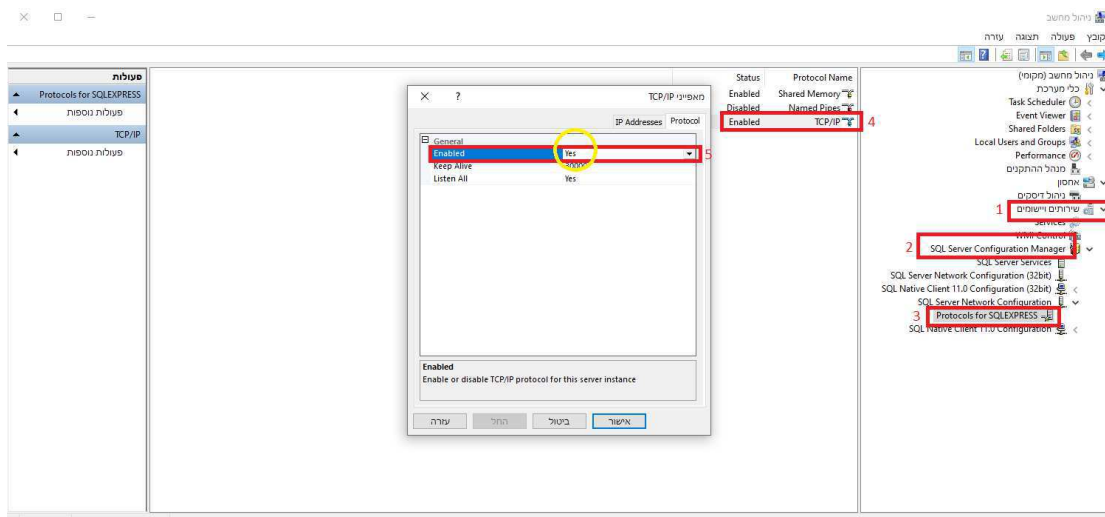 ניהול מחשב
קובץ פעולה תצוגה עזרה
ניהול מחשב (מקומי)
כלי מערכת
Task Scheduler
Event Viewer
Shared Folders
Local Users and Groups
Performance
מנהל ההתקנים
אחסון
ניהול דיסקים
1 שירותים ויישומים
Services
WMI Control
2 SQL Server Configuration Manager
SQL Server Services
SQL Server Network Configuration (32bit)
SQL Native Client 11.0 Configuration (32bit)
SQL Server Network Configuration
3 Protocols for SQLEXPRESS
SQL Native Client 11.0 Configuration
Protocol Name Status
Shared Memory Enabled
Named Pipes Disabled
TCP/IP Enabled 4
מאפייני TCP/IP ? ×
Protocol IP Addresses
General
Enabled Yes 5
Keep Alive 30000
Listen All Yes
Enabled
Enable or disable TCP/IP protocol for this server instance
אישור ביטול החל עזרה
פעולות
Protocols for SQLEXPRESS
פעולות נוספות
TCP/IP
פעולות נוספות